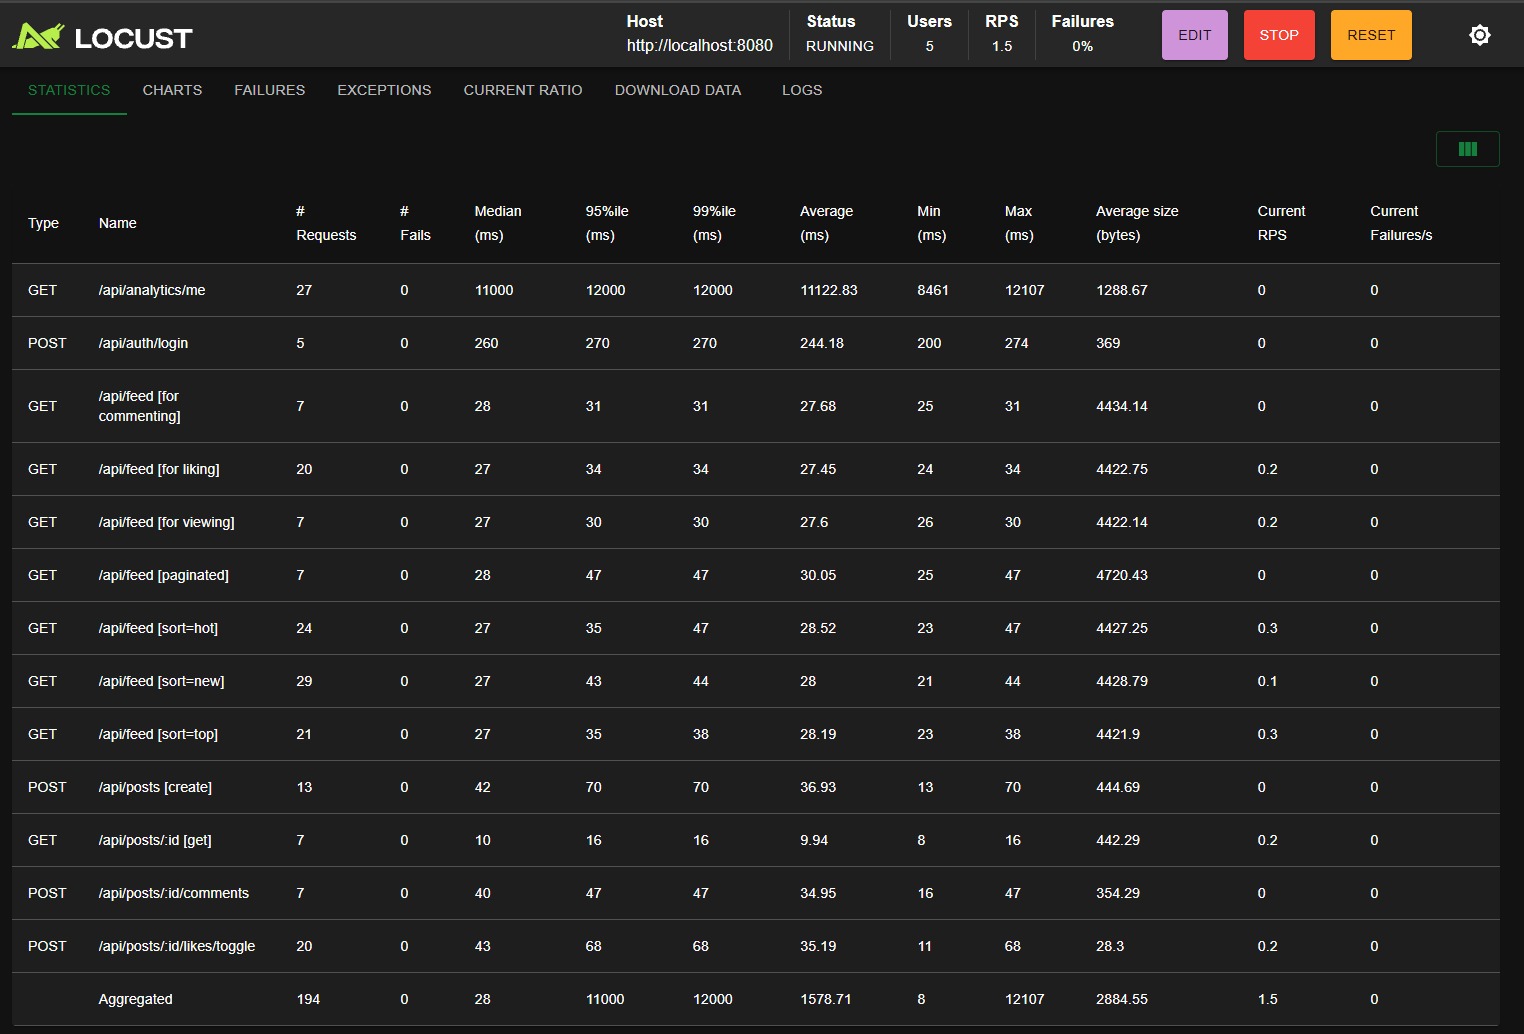 LOCUST
Host
http://localhost:8080
Status
RUNNING
Users
5
RPS
1.5
Failures
0%
EDIT
STOP
RESET
STATISTICS CHARTS FAILURES EXCEPTIONS CURRENT RATIO DOWNLOAD DATA LOGS
Type Name # Requests # Fails Median (ms) 95%ile (ms) 99%ile (ms) Average (ms) Min (ms) Max (ms) Average size (bytes) Current RPS Current Failures/s
GET /api/analytics/me 27 0 11000 12000 12000 11122.83 8461 12107 1288.67 0 0
POST /api/auth/login 5 0 260 270 270 244.18 200 274 369 0 0
GET /api/feed [for commenting] 7 0 28 31 31 27.68 25 31 4434.14 0 0
GET /api/feed [for liking] 20 0 27 34 34 27.45 24 34 4422.75 0.2 0
GET /api/feed [for viewing] 7 0 27 30 30 27.6 26 30 4422.14 0.2 0
GET /api/feed [paginated] 7 0 28 47 47 30.05 25 47 4720.43 0 0
GET /api/feed [sort=hot] 24 0 27 35 47 28.52 23 47 4427.25 0.3 0
GET /api/feed [sort=new] 29 0 27 43 44 28 21 44 4428.79 0.1 0
GET /api/feed [sort=top] 21 0 27 35 38 28.19 23 38 4421.9 0.3 0
POST /api/posts [create] 13 0 42 70 70 36.93 13 70 444.69 0 0
GET /api/posts/:id [get] 7 0 10 16 16 9.94 8 16 442.29 0.2 0
POST /api/posts/:id/comments 7 0 40 47 47 34.95 16 47 354.29 0 0
POST /api/posts/:id/likes/toggle 20 0 43 68 68 35.19 11 68 28.3 0.2 0
Aggregated 194 0 28 11000 12000 1578.71 8 12107 2884.55 1.5 0